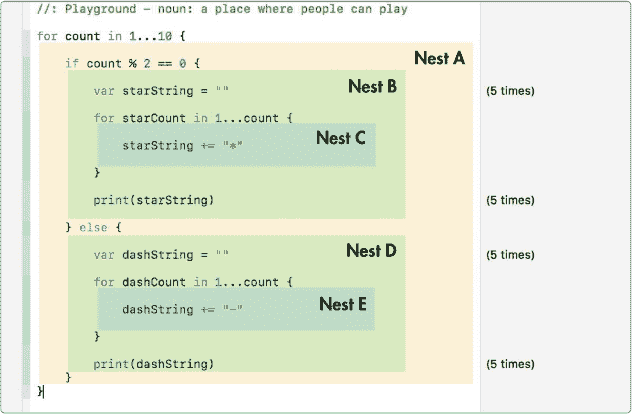 //: Playground - noun: a place where people can play
for count in 1...10 {
Nest A
if count % 2 == 0 {
Nest B
var starString = "" (5 times)
for starCount in 1...count {
Nest C
starString += "*"
}
print(starString) (5 times)
} else {
Nest D
var dashString = "" (5 times)
for dashCount in 1...count {
Nest E
dashString += "-"
}
print(dashString) (5 times)
}
}